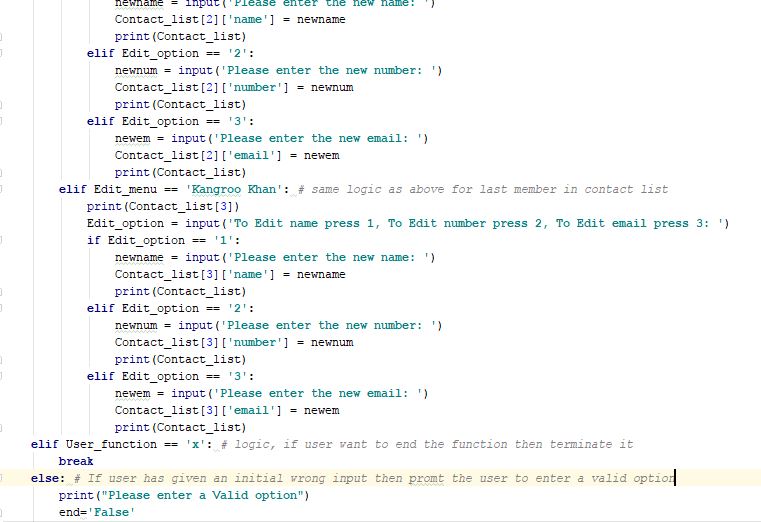 newname = input('Please enter the new name: ')
Contact_list[2]['name'] = newname
print(Contact_list)
elif Edit_option == '2':
newnum = input('Please enter the new number: ')
Contact_list[2]['number'] = newnum
print(Contact_list)
elif Edit_option == '3':
newem = input('Please enter the new email: ')
Contact_list[2]['email'] = newem
print(Contact_list)
elif Edit_menu == 'Kangroo Khan': # same logic as above for last member in contact list
print(Contact_list[3])
Edit_option = input('To Edit name press 1, To Edit number press 2, To Edit email press 3: ')
if Edit_option == '1':
newname = input('Please enter the new name: ')
Contact_list[3]['name'] = newname
print(Contact_list)
elif Edit_option == '2':
newnum = input('Please enter the new number: ')
Contact_list[3]['number'] = newnum
print(Contact_list)
elif Edit_option == '3':
newem = input('Please enter the new email: ')
Contact_list[3]['email'] = newem
print(Contact_list)
elif User_function == 'x': # logic, if user want to end the function then terminate it
break
else: # If user has given an initial wrong input then promt the user to enter a valid option
print("Please enter a Valid option")
end='False'